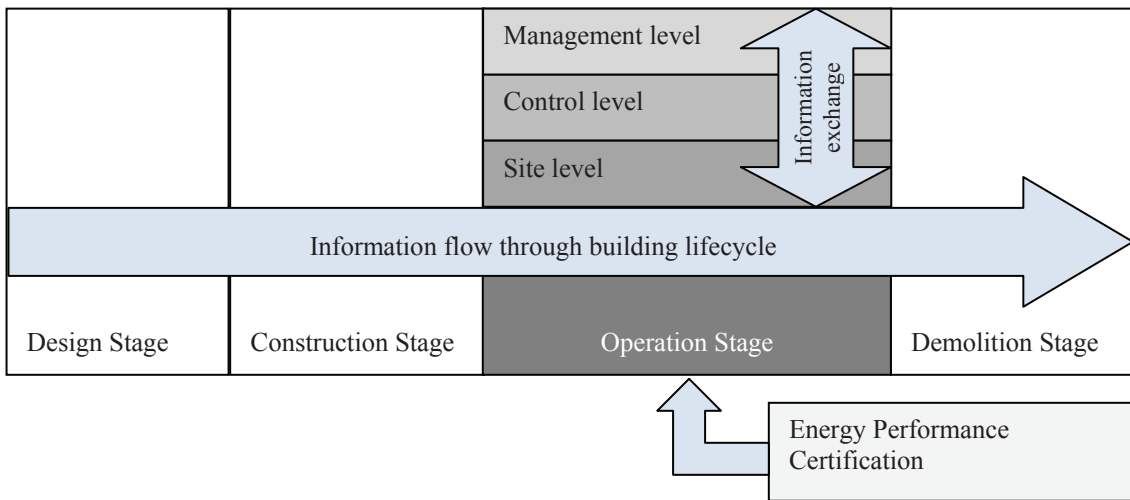 Management level
Control level
Site level
Information
exchange
Information flow through building lifecycle
Design Stage
Construction Stage
Operation Stage
Demolition Stage
Energy Performance
Certification